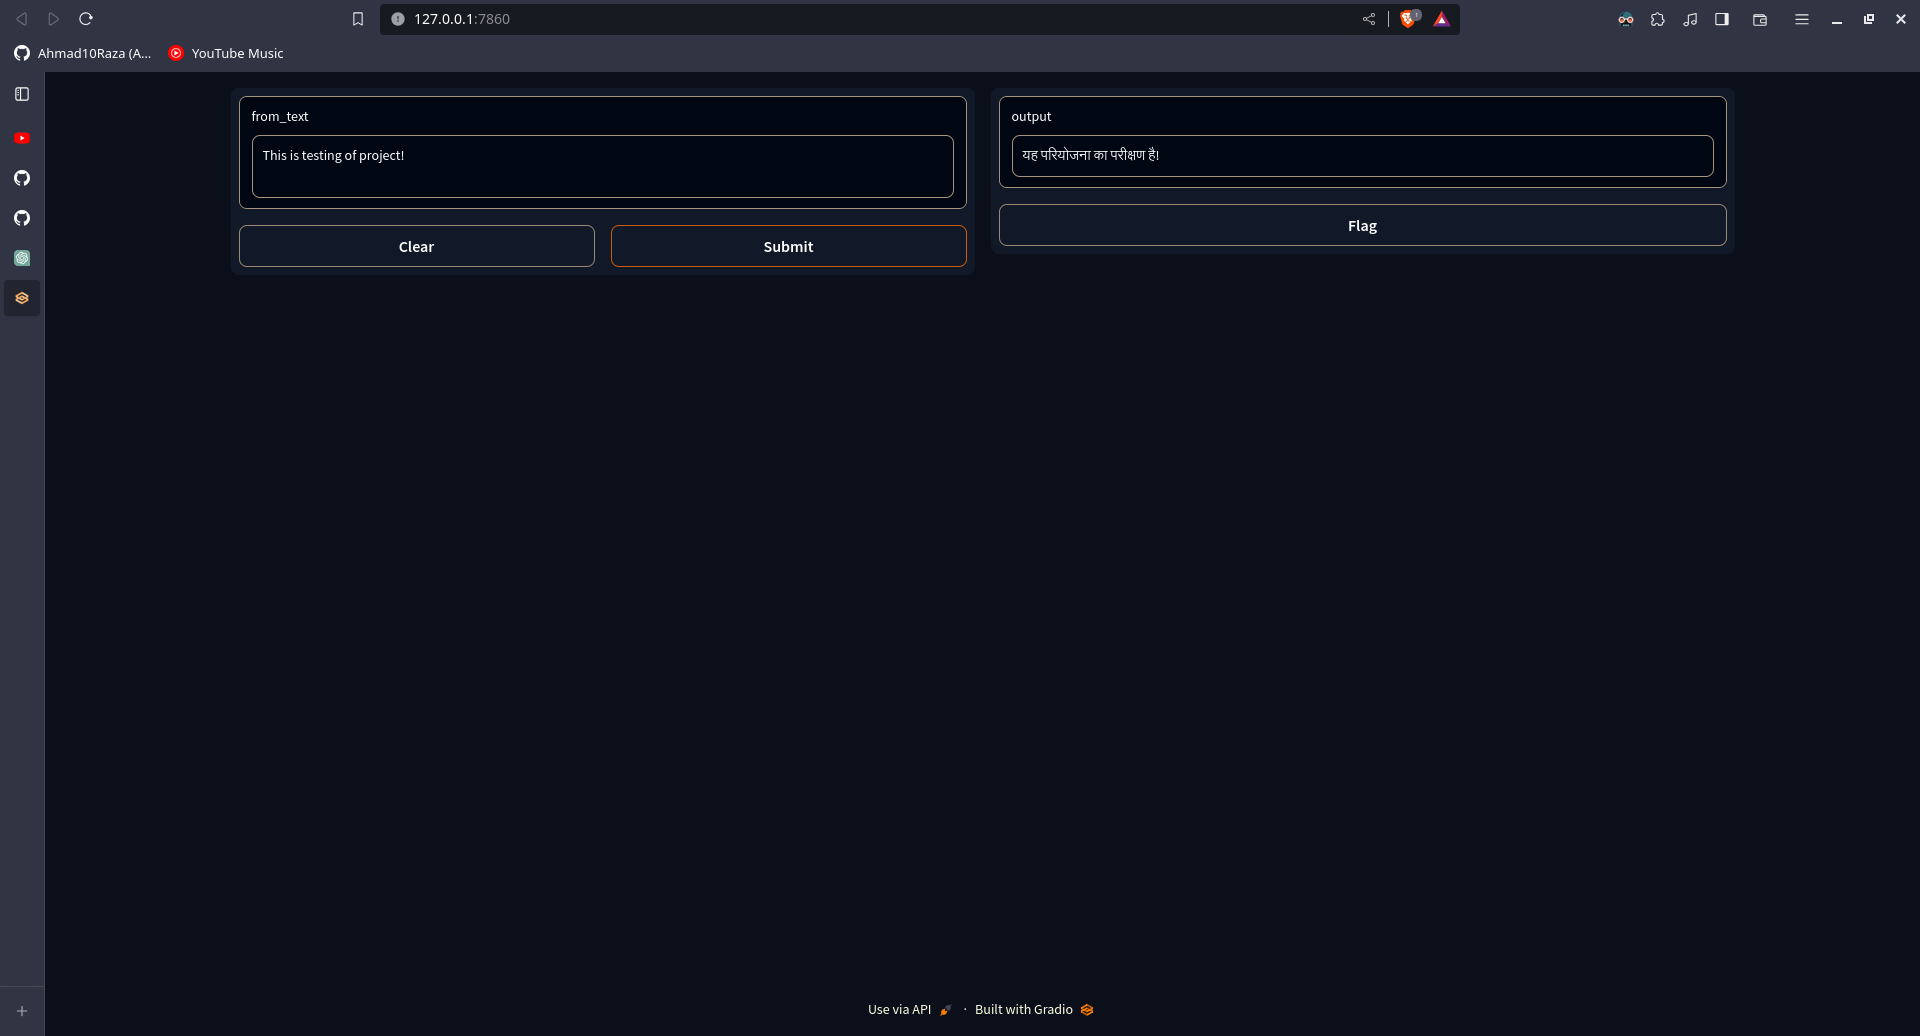 127.0.0.1:7860
1
Ahmad10Raza (A...
YouTube Music
from_text
This is testing of project!
Clear
Submit
output
यह परियोजना का परीक्षण है!
Flag
Use via API · Built with Gradio